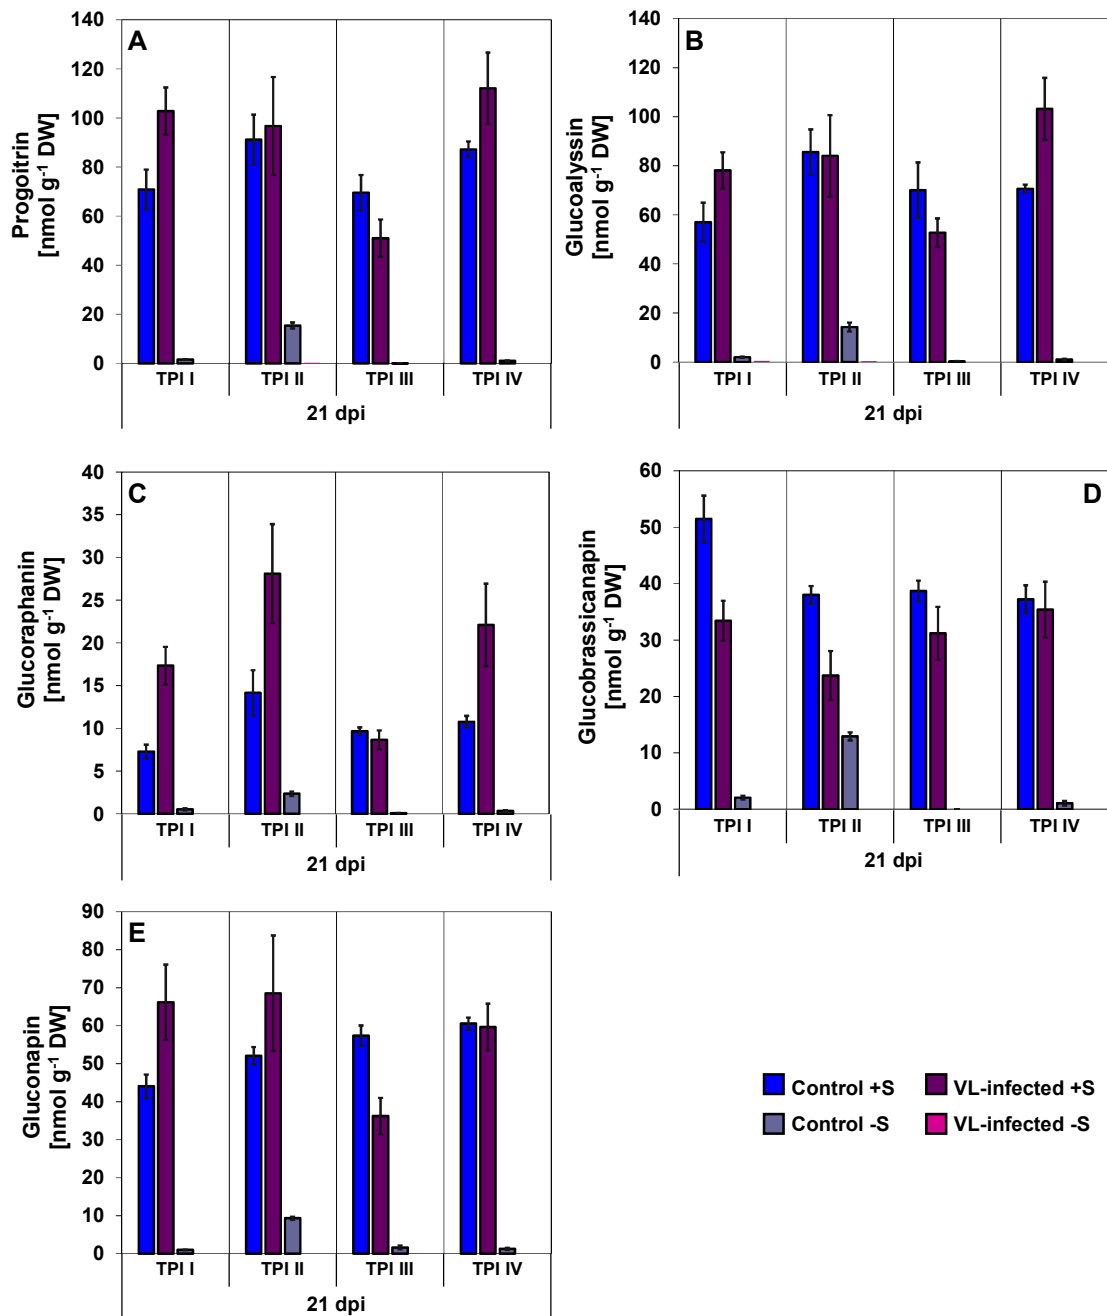 A
Progoitrin
[nmol g⁻¹ DW]
140
120
100
80
60
40
20
0
TPI I TPI II TPI III TPI IV
21 dpi
B
Glucoalyssin
[nmol g⁻¹ DW]
140
120
100
80
60
40
20
0
TPI I TPI II TPI III TPI IV
21 dpi
C
Glucoraphanin
[nmol g⁻¹ DW]
40
35
30
25
20
15
10
5
0
TPI I TPI II TPI III TPI IV
21 dpi
D
Glucobrassicanapin
[nmol g⁻¹ DW]
60
50
40
30
20
10
0
TPI I TPI II TPI III TPI IV
21 dpi
E
Gluconapin
[nmol g⁻¹ DW]
90
80
70
60
50
40
30
20
10
0
TPI I TPI II TPI III TPI IV
21 dpi
Control +S VL-infected +S
Control -S VL-infected -S